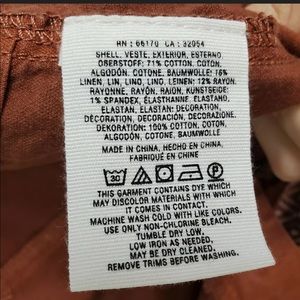 RN : 66170 CA : 32054
SHELL, VESTE, EXTERIOR, ESTERNO
OBERSTOFF: 71% COTTON, COTON,
ALGODÓN, COTONE, BAUMWOLLE: 16%
LINEN, LIN, LINO, LINO, LEINEN: 12% RAYON,
RAYONNE, RAYÓN, RAION, KUNSTSEIGE:
1% SPANDEX, ÉLASTHANNE, ELASTANO,
ELASTAN, ELASTAN: DECORATION,
DÉCORATION, DECORACIÓN, DECORAZIONE,
DEKORATION: 100% COTTON, COTON,
ALGODÓN, COTONE, BAUMWOLLE
MADE IN CHINA, HECHO EN CHINA,
FABRIQUÉ EN CHINE
30
THIS GARMENT CONTAINS DYE WHICH
MAY DISCOLOR MATERIALS WITH WHICH
IT COMES IN CONTACT.
MACHINE WASH COLD WITH LIKE COLORS.
USE ONLY NON-CHLORINE BLEACH.
TUMBLE DRY LOW.
LOW IRON AS NEEDED.
MAY BE DRY CLEANED.
REMOVE TRIMS BEFORE WASHING.